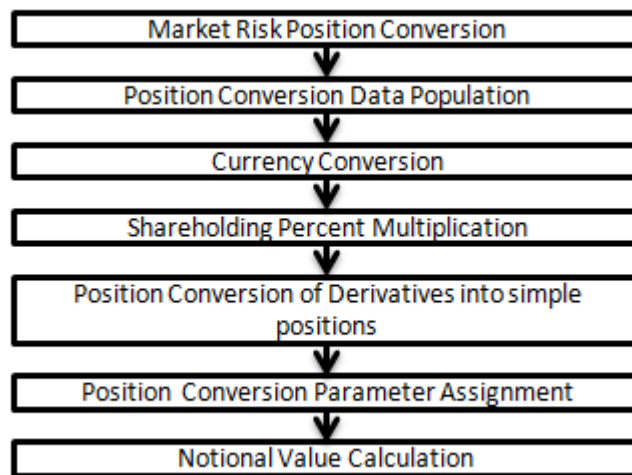 Market Risk Position Conversion
Position Conversion Data Population
Currency Conversion
Shareholding Percent Multiplication
Position Conversion of Derivatives into simple
positions
Position Conversion Parameter Assignment
Notional Value Calculation